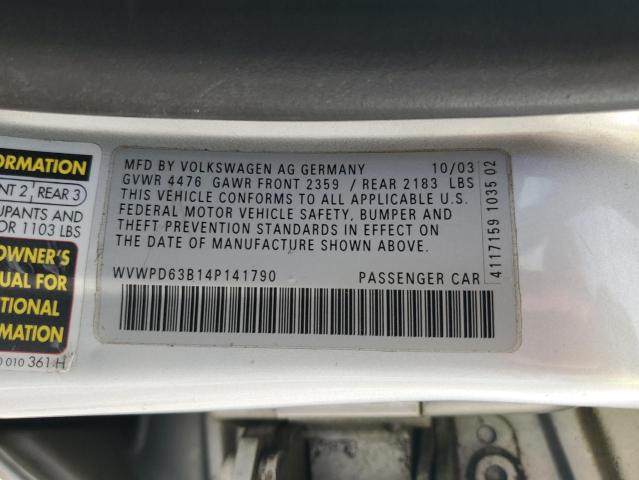 ORMATION
NT 2 REAR 3
UPANTS AND
OR 1103 LBS
OWNER'S
UAL FOR
TIONAL
RMATION
0 010 361 H
MFD BY VOLKSWAGEN AG GERMANY 10/03
GVWR 4476 GAWR FRONT 2359 / REAR 2183 LBS
THIS VEHICLE CONFORMS TO ALL APPLICABLE U.S.
FEDERAL MOTOR VEHICLE SAFETY, BUMPER AND
THEFT PREVENTION STANDARDS IN EFFECT ON
THE DATE OF MANUFACTURE SHOWN ABOVE.
WVWPD63B14P141790 PASSENGER CAR
4117159 1035 02